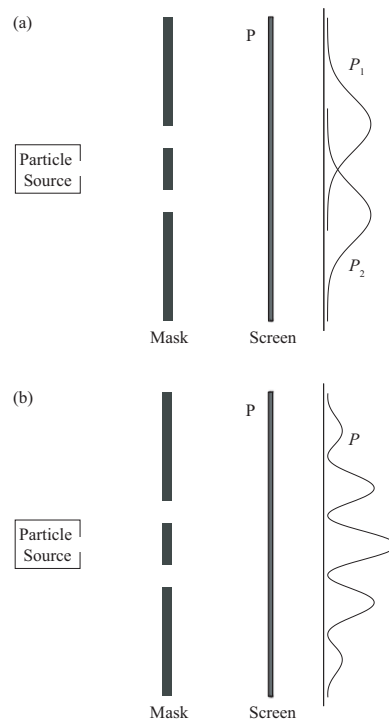 (a)
P
P1
Particle
Source
P2
Mask
Screen
(b)
P
P
Particle
Source
Mask
Screen